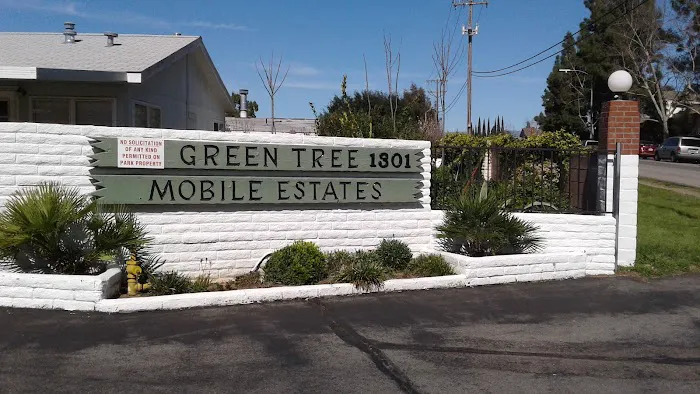 NO SOLICITATION
OF ANY KIND
PERMITTED ON
PARK PROPERTY
GREEN TREE 1301
MOBILE ESTATES